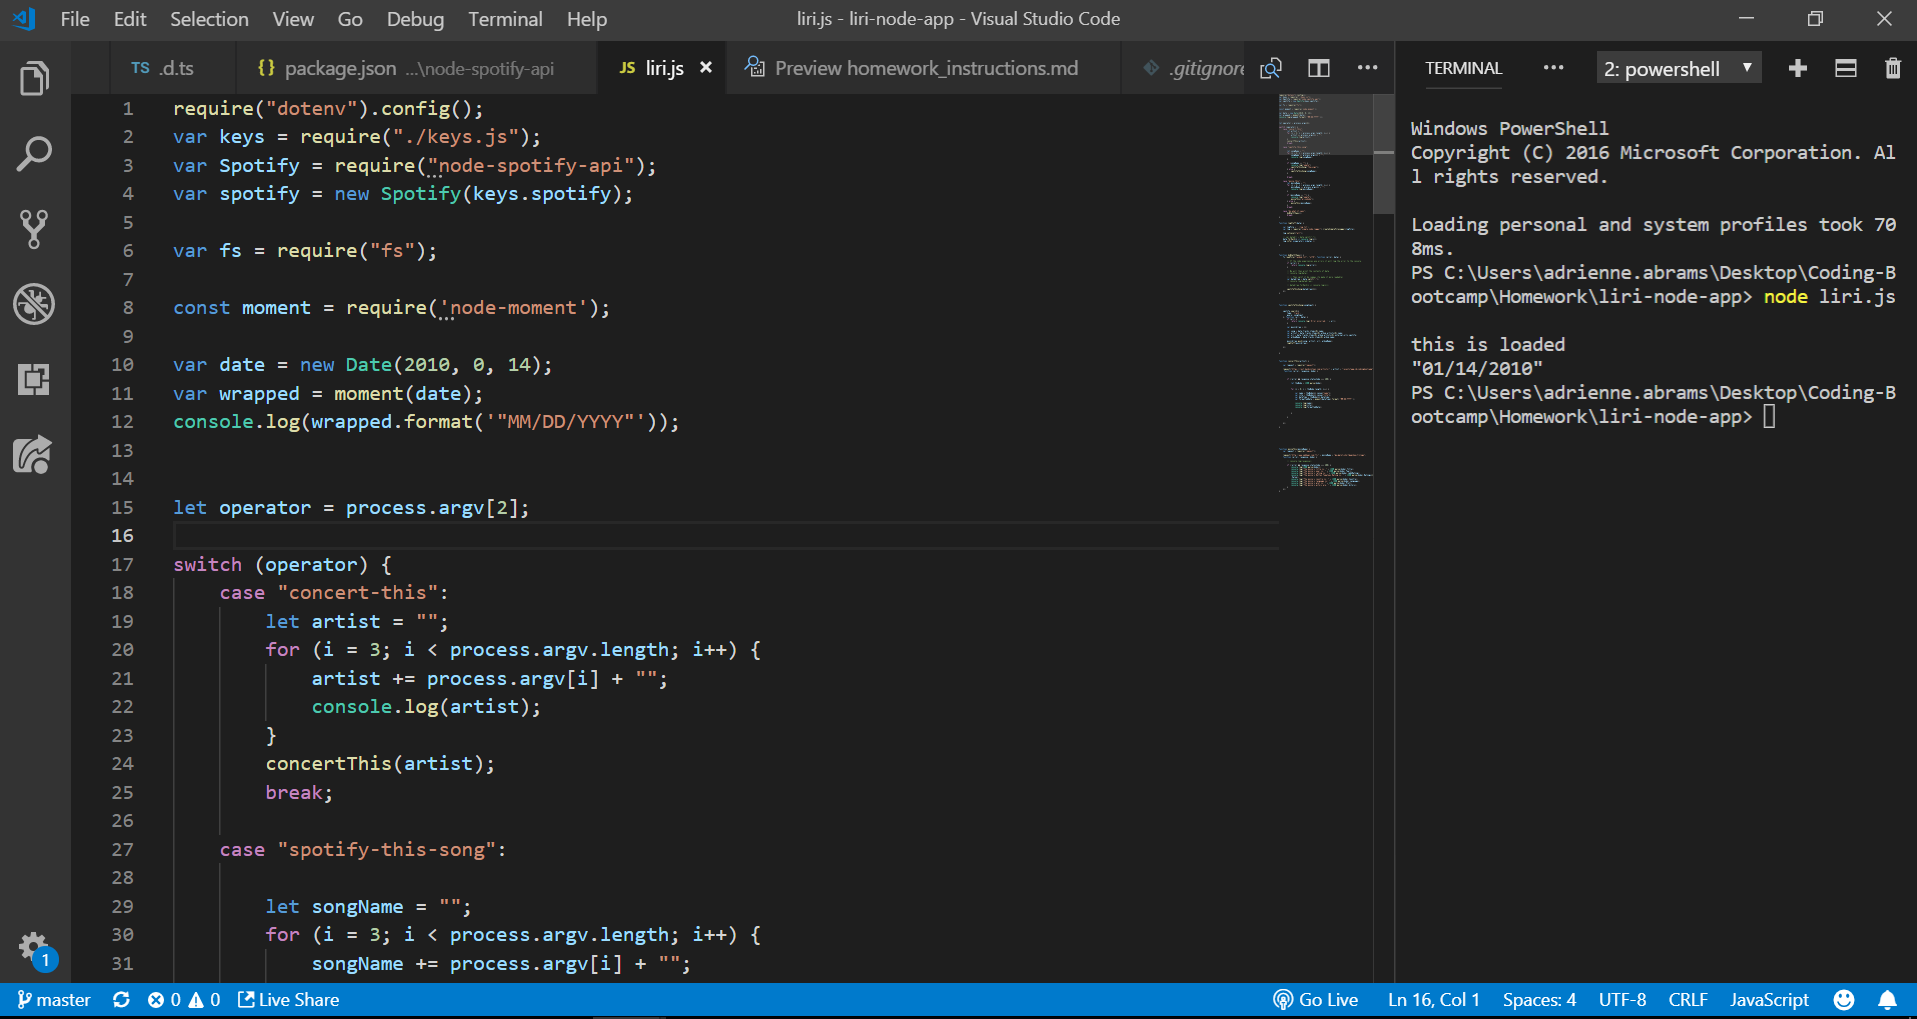 File Edit Selection View Go Debug Terminal Help
liri.js - liri-node-app - Visual Studio Code
TS .d.ts
{} package.json ...\node-spotify-api
JS liri.js ×
Preview homework_instructions.md
.gitignore
TERMINAL ··· 2: powershell
1 require("dotenv").config();
2 var keys = require("./keys.js");
3 var Spotify = require("node-spotify-api");
4 var spotify = new Spotify(keys.spotify);
5
6 var fs = require("fs");
7
8 const moment = require('node-moment');
9
10 var date = new Date(2010, 0, 14);
11 var wrapped = moment(date);
12 console.log(wrapped.format('"MM/DD/YYYY"'));
13
14
15 let operator = process.argv[2];
16
17 switch (operator) {
18 case "concert-this":
19 let artist = "";
20 for (i = 3; i < process.argv.length; i++) {
21 artist += process.argv[i] + "";
22 console.log(artist);
23 }
24 concertThis(artist);
25 break;
26
27 case "spotify-this-song":
28
29 let songName = "";
30 for (i = 3; i < process.argv.length; i++) {
31 songName += process.argv[i] + "";
Windows PowerShell
Copyright (C) 2016 Microsoft Corporation. Al
l rights reserved.
Loading personal and system profiles took 70
8ms.
PS C:\Users\adrienne.abrams\Desktop\Coding-B
ootcamp\Homework\liri-node-app> node liri.js
this is loaded
"01/14/2010"
PS C:\Users\adrienne.abrams\Desktop\Coding-B
ootcamp\Homework\liri-node-app>
1
master 0 0 Live Share Go Live Ln 16, Col 1 Spaces: 4 UTF-8 CRLF JavaScript